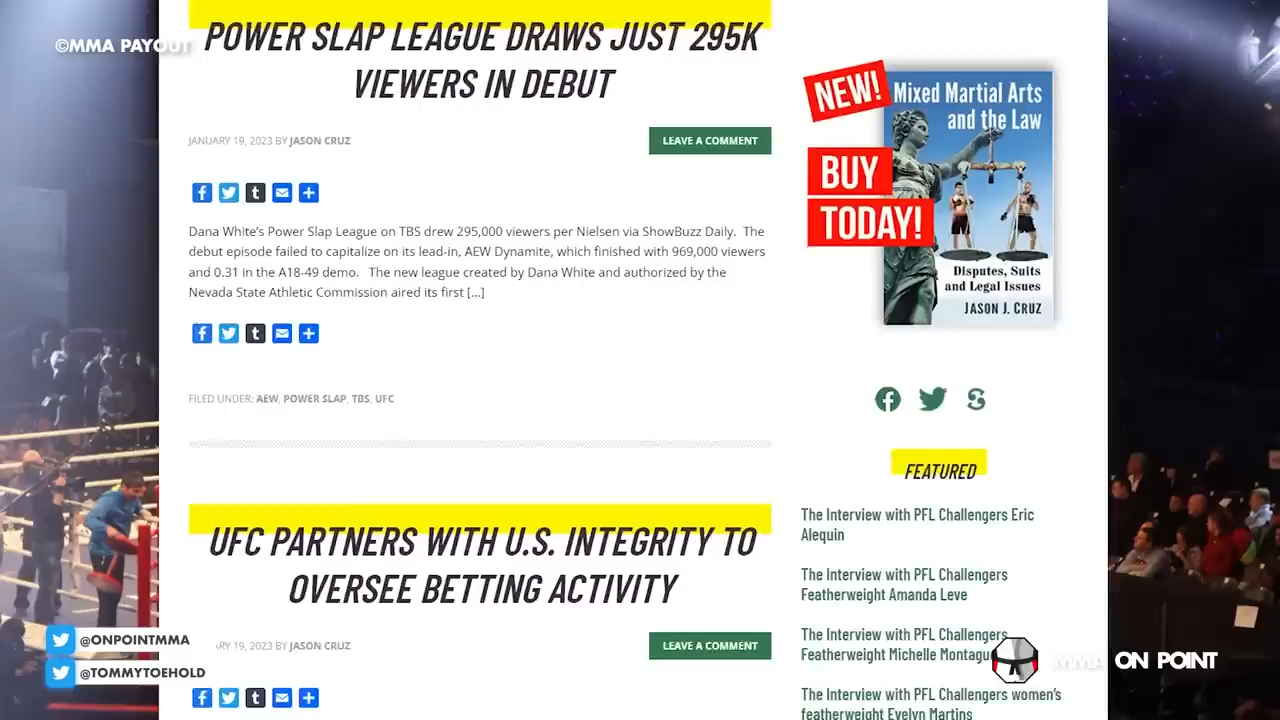 ©MMA PAYOUT
POWER SLAP LEAGUE DRAWS JUST 295K
VIEWERS IN DEBUT
JANUARY 19, 2023 BY JASON CRUZ
LEAVE A COMMENT
Dana White's Power Slap League on TBS drew 295,000 viewers per Nielsen via ShowBuzz Daily. The
debut episode failed to capitalize on its lead-in, AEW Dynamite, which finished with 969,000 viewers
and 0.31 in the A18-49 demo. The new league created by Dana White and authorized by the
Nevada State Athletic Commission aired its first [...]
FILED UNDER: AEW, POWER SLAP, TBS, UFC
UFC PARTNERS WITH U.S. INTEGRITY TO
OVERSEE BETTING ACTIVITY
RY 19, 2023 BY JASON CRUZ
LEAVE A COMMENT
NEW!
BUY
TODAY!
Mixed Martial Arts
and the Law
Disputes, Suits
and Legal Issues
JASON J. CRUZ
FEATURED
The Interview with PFL Challengers Eric
Alequin
The Interview with PFL Challengers
Featherweight Amanda Leve
The Interview with PFL Challengers
Featherweight Michelle Montagu
The Interview with PFL Challengers women's
featherweight Evelyn Martins
@ONPOINTMMA
@TOMMYTOEHOLD
MMA ON POINT